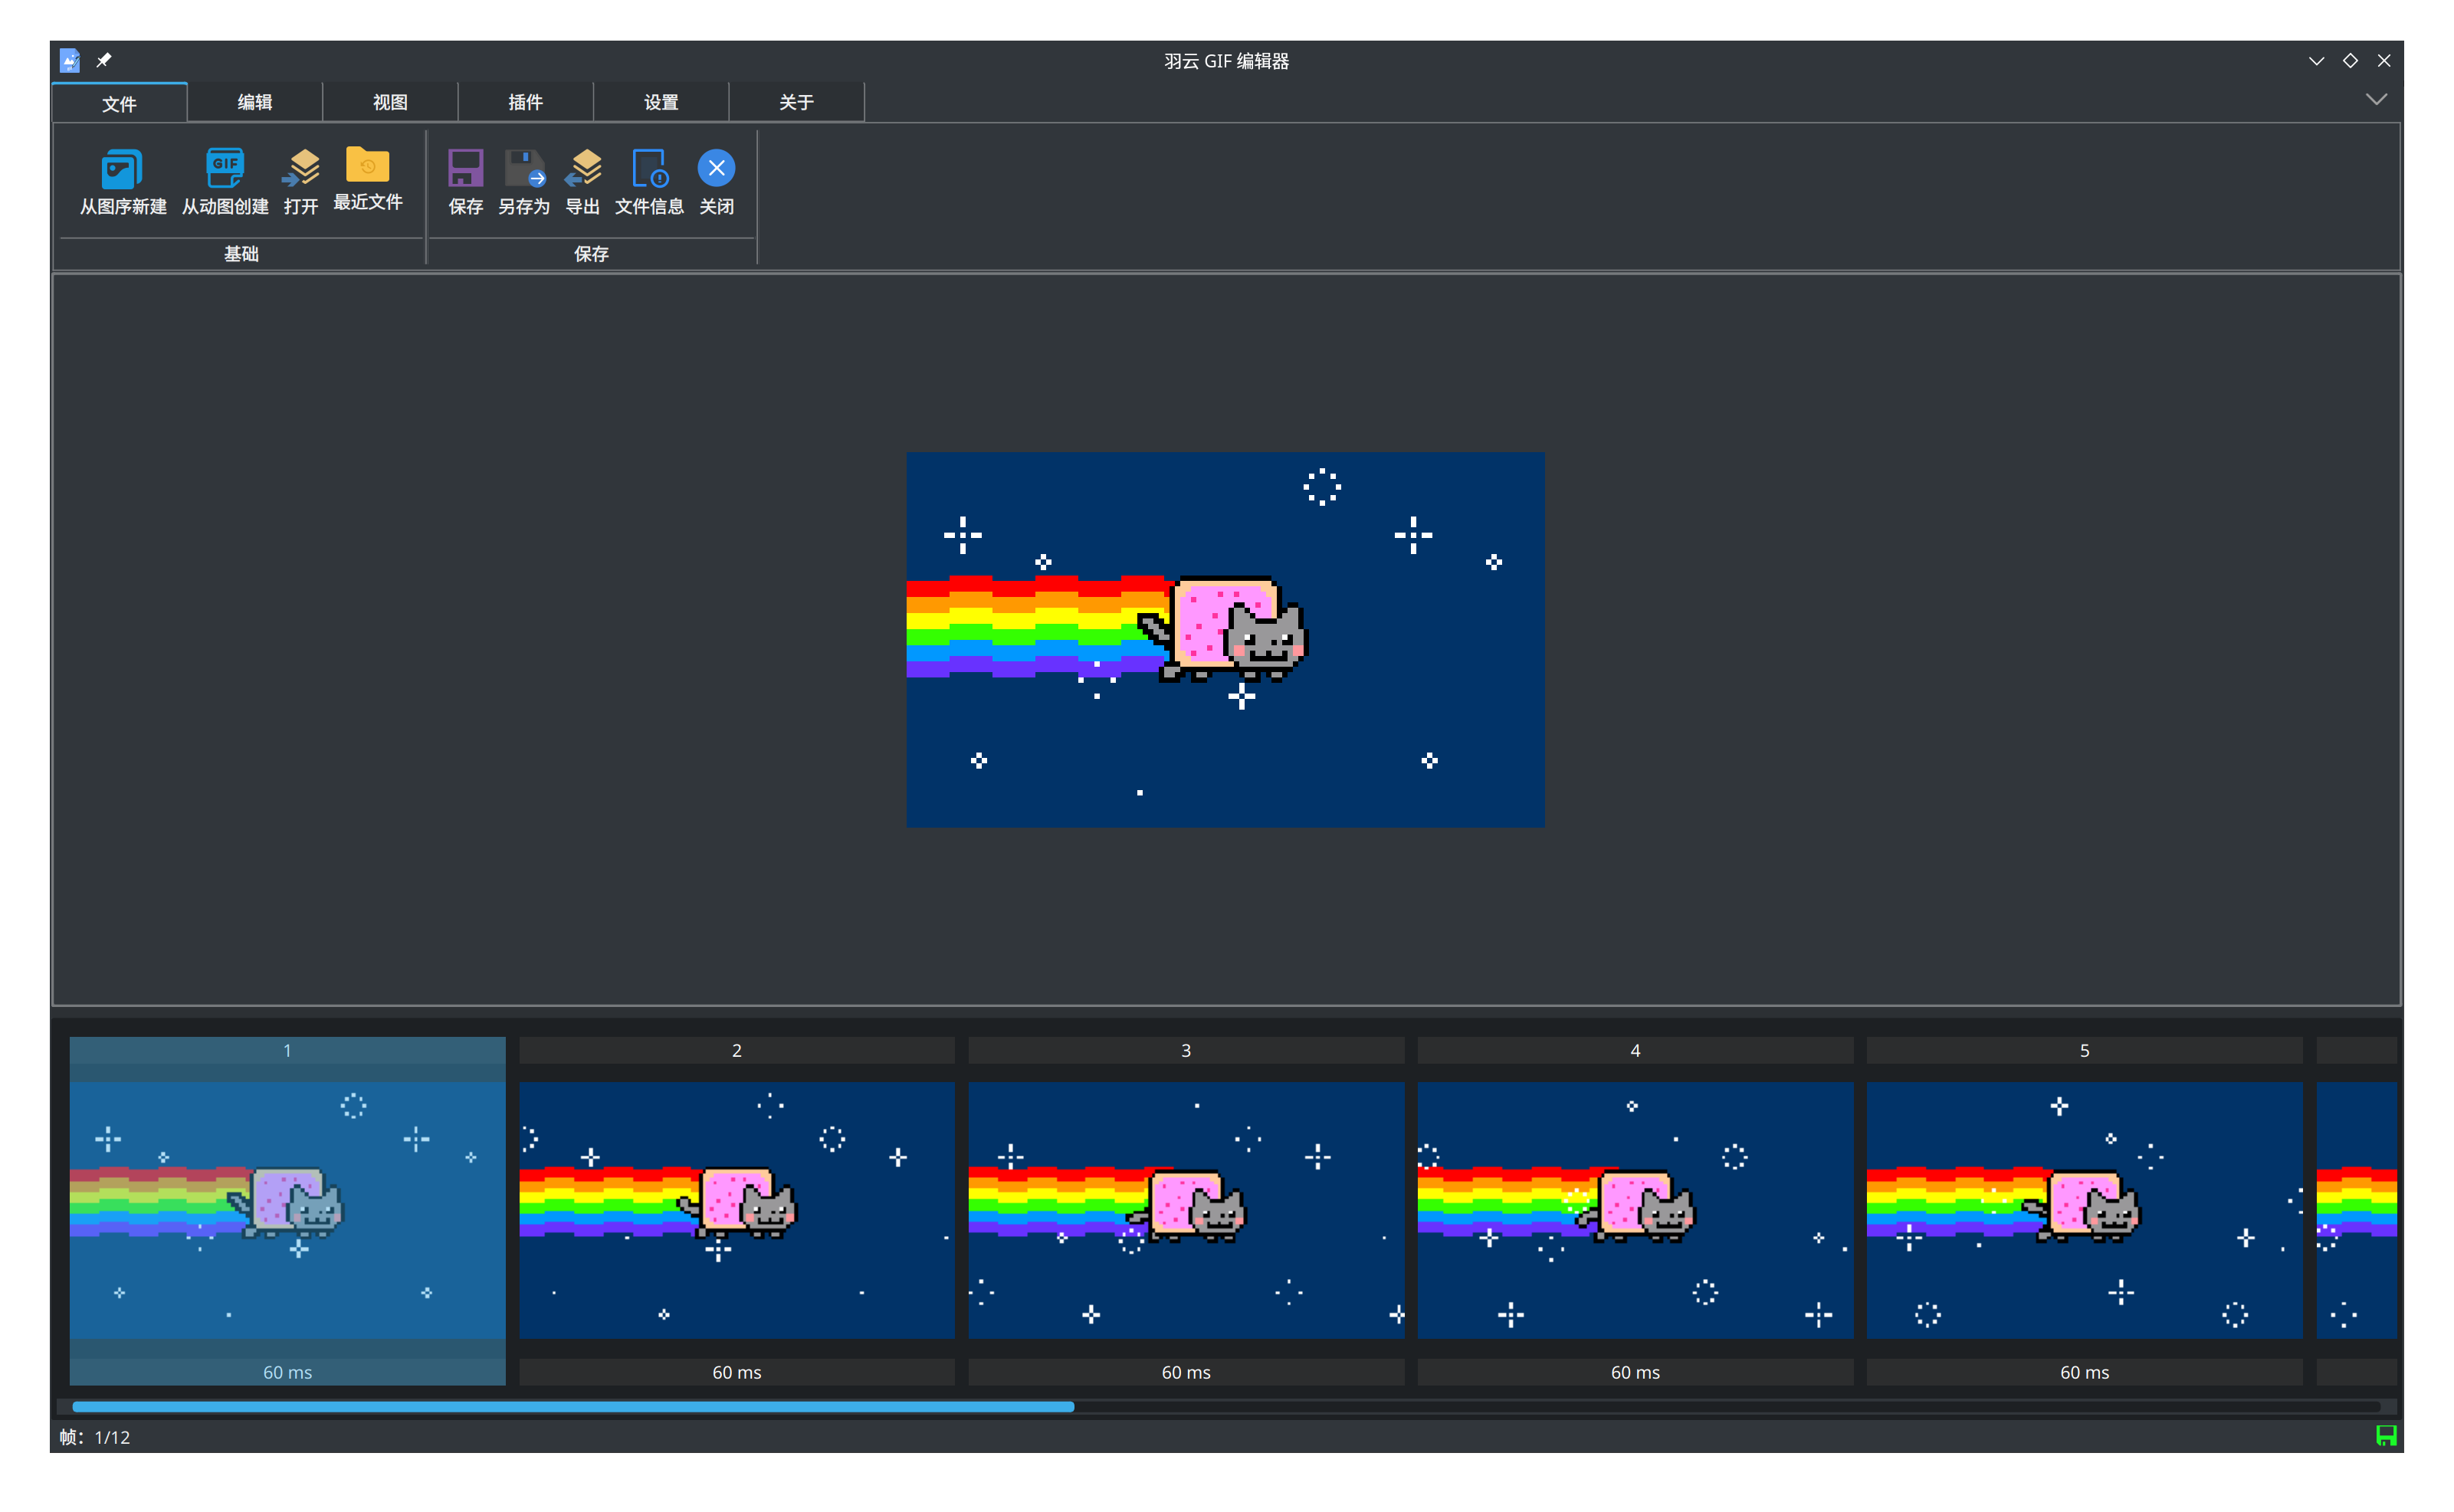 羽云 GIF 编辑器
文件 编辑 视图 插件 设置 关于
GIF
从图序新建 从动图创建 打开 最近文件 保存 另存为 导出 文件信息 关闭
基础 保存
1 2 3 4 5
60 ms 60 ms 60 ms 60 ms 60 ms
帧：1/12